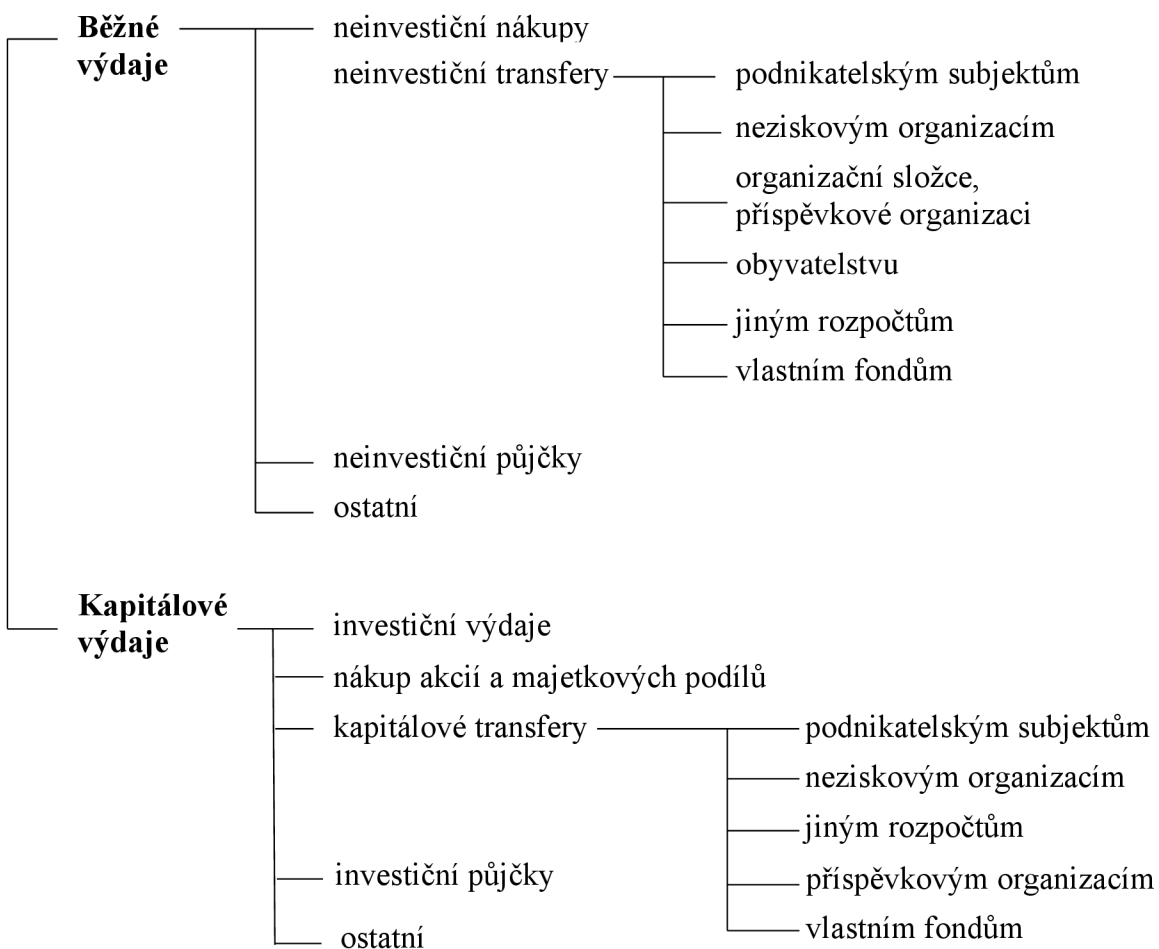 Běžné
výdaje
neinvestiční nákupy
neinvestiční transfery
podnikatelským subjektům
neziskovým organizacím
organizační složce,
příspěvkové organizaci
obyvatelstvu
jiným rozpočtům
vlastním fondům
neinvestiční půjčky
ostatní
Kapitálové
výdaje
investiční výdaje
nákup akcií a majetkových podílů
kapitálové transfery
podnikatelským subjektům
neziskovým organizacím
jiným rozpočtům
příspěvkovým organizacím
vlastním fondům
investiční půjčky
ostatní